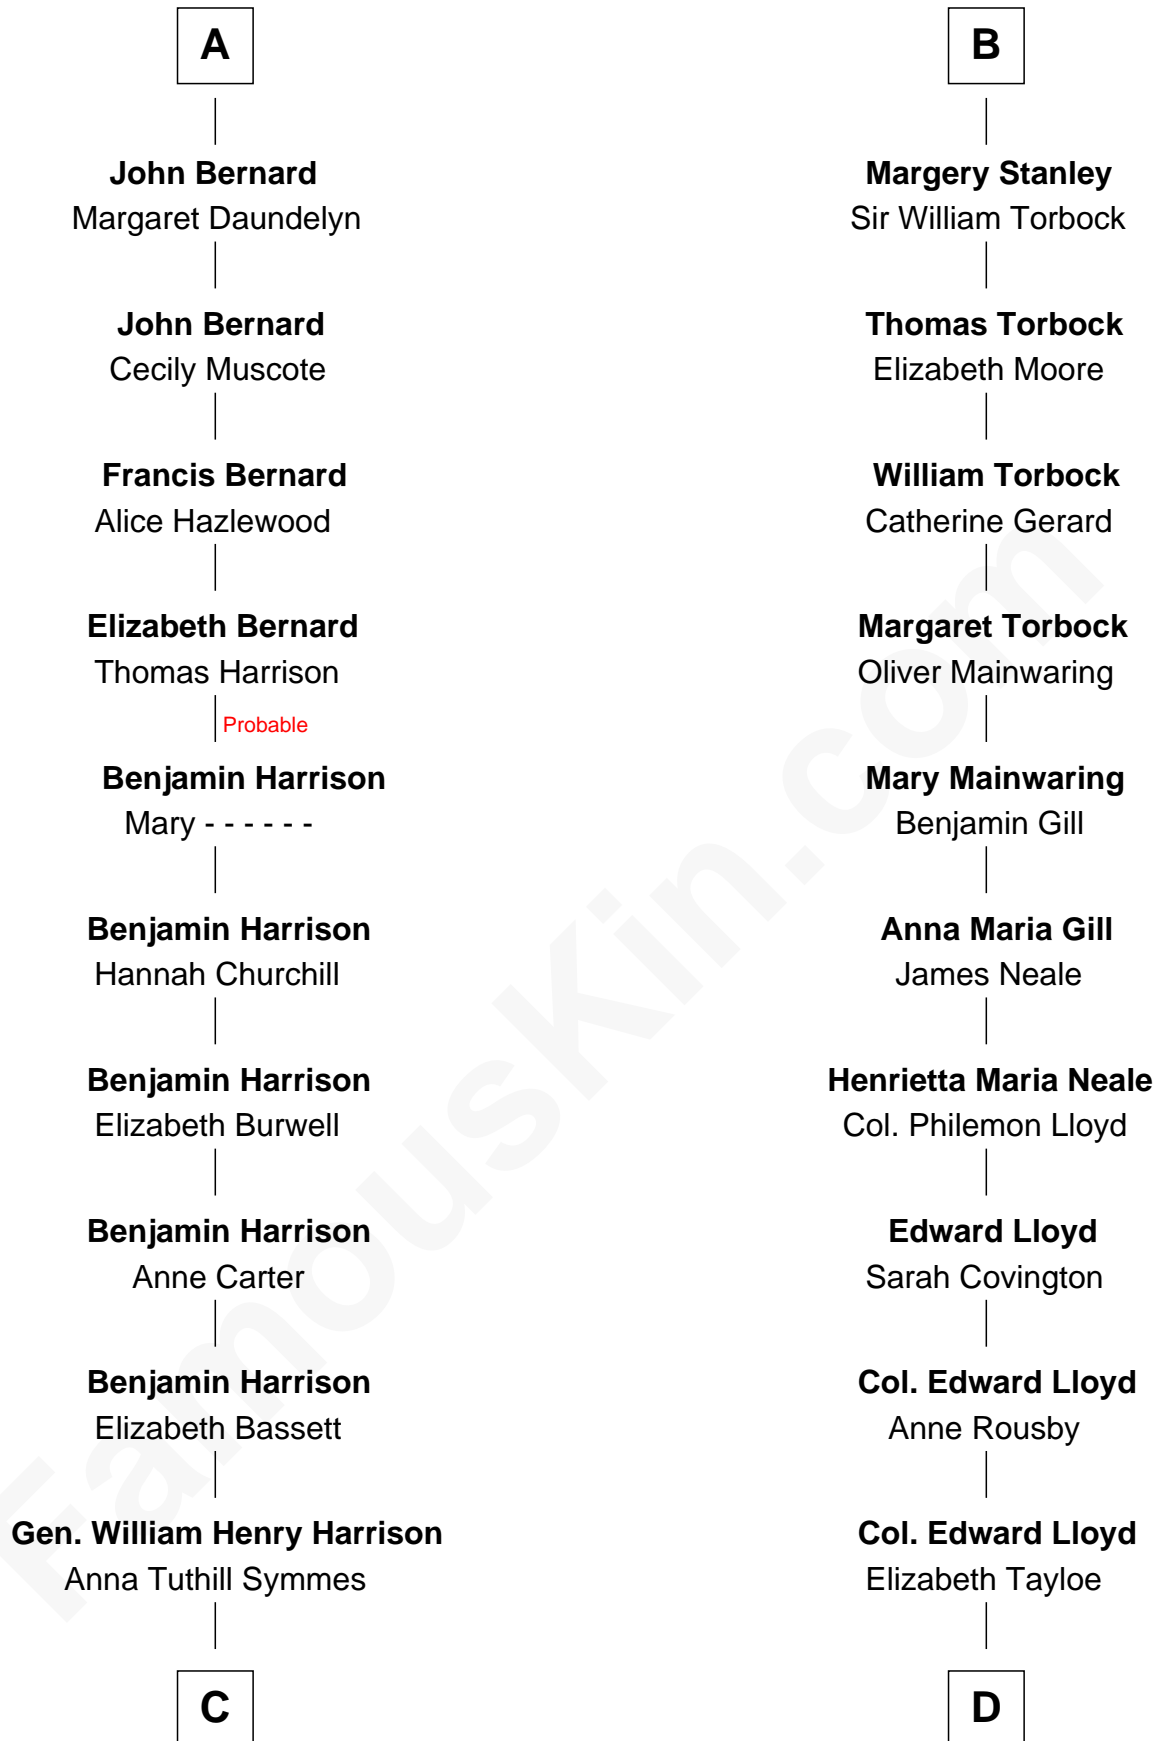 A
John Bernard
Margaret Daundelyn
John Bernard
Cecily Muscote
Francis Bernard
Alice Hazlewood
Elizabeth Bernard
Thomas Harrison
Probable
Benjamin Harrison
Mary - - - - - -
Benjamin Harrison
Hannah Churchill
Benjamin Harrison
Elizabeth Burwell
Benjamin Harrison
Anne Carter
Benjamin Harrison
Elizabeth Bassett
Gen. William Henry Harrison
Anna Tuthill Symmes
C
B
Margery Stanley
Sir William Torbock
Thomas Torbock
Elizabeth Moore
William Torbock
Catherine Gerard
Margaret Torbock
Oliver Mainwaring
Mary Mainwaring
Benjamin Gill
Anna Maria Gill
James Neale
Henrietta Maria Neale
Col. Philemon Lloyd
Edward Lloyd
Sarah Covington
Col. Edward Lloyd
Anne Rousby
Col. Edward Lloyd
Elizabeth Tayloe
D
FamousKin.com